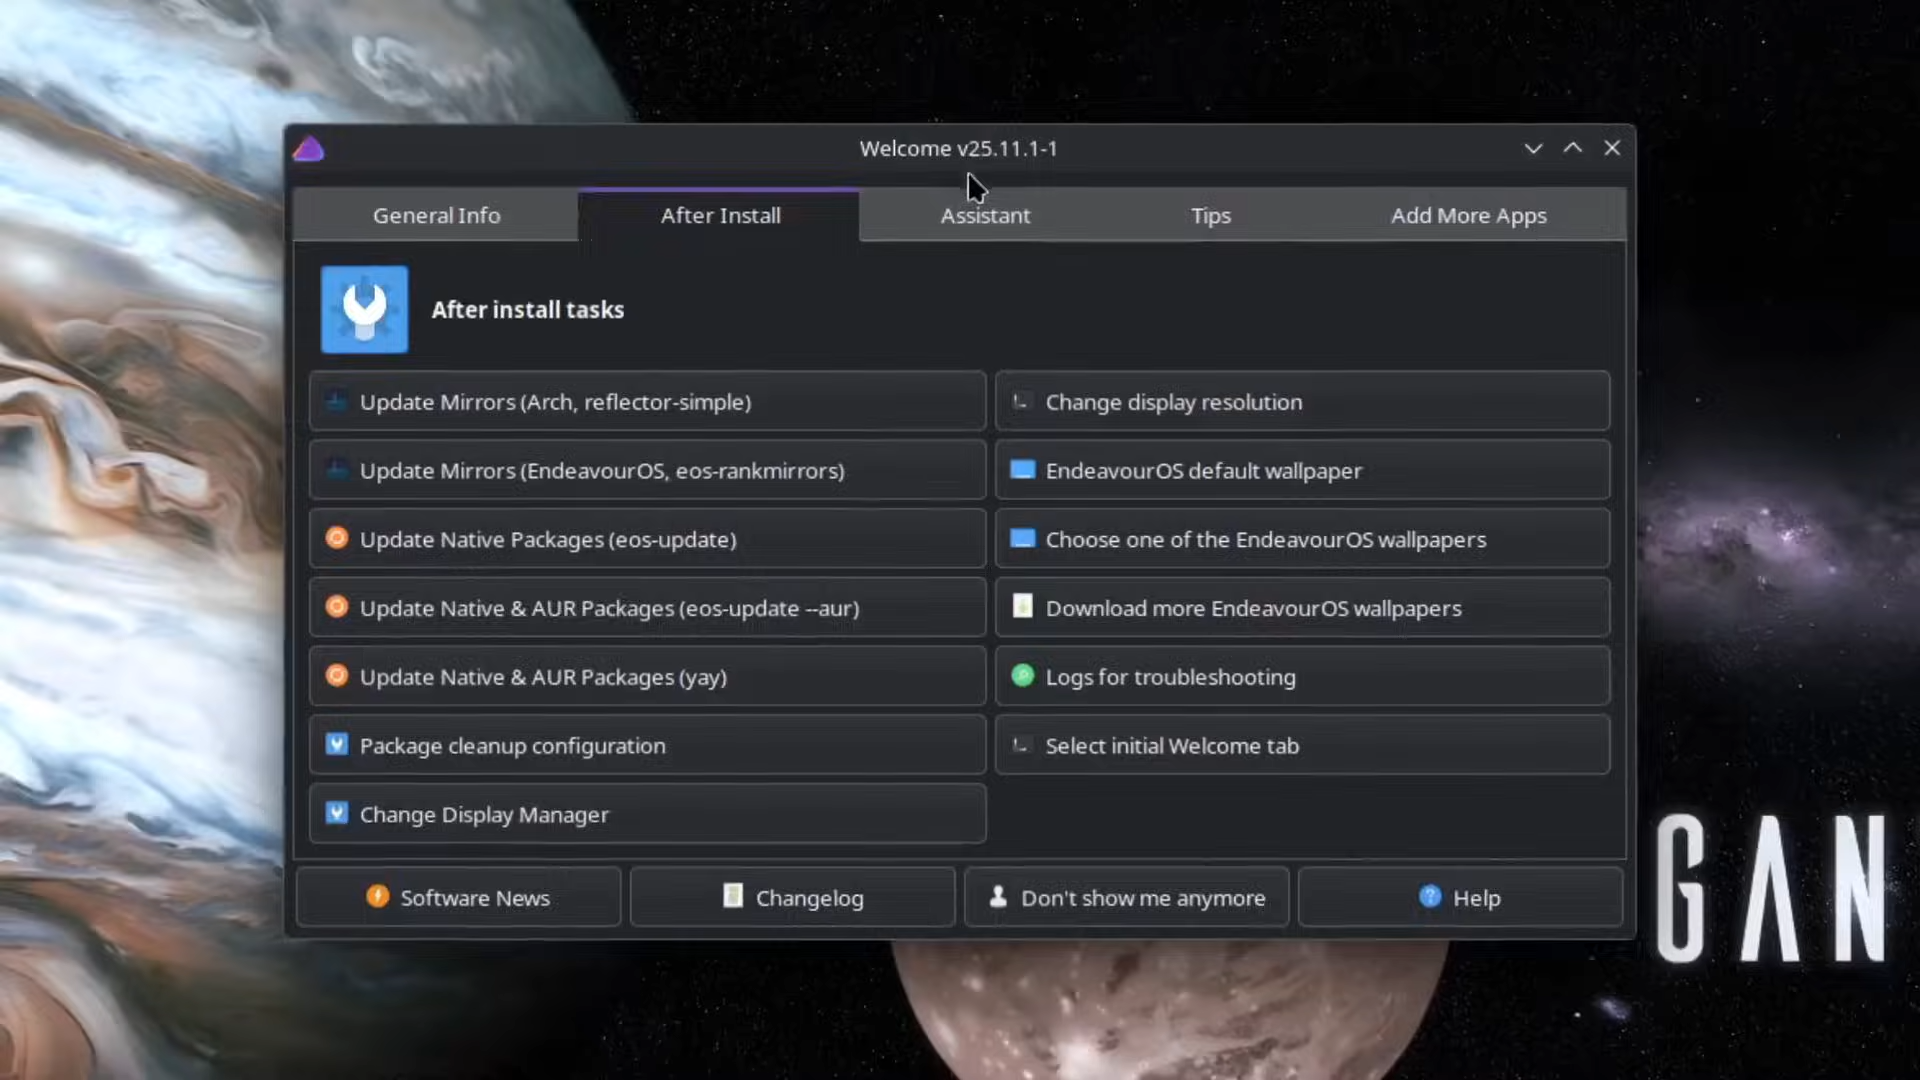 Welcome v25.11.1-1
General Info
After Install
Assistant
Tips
Add More Apps
After install tasks
Update Mirrors (Arch, reflector-simple)
Change display resolution
Update Mirrors (EndeavourOS, eos-rankmirrors)
EndeavourOS default wallpaper
Update Native Packages (eos-update)
Choose one of the EndeavourOS wallpapers
Update Native & AUR Packages (eos-update --aur)
Download more EndeavourOS wallpapers
Update Native & AUR Packages (yay)
Logs for troubleshooting
Package cleanup configuration
Select initial Welcome tab
Change Display Manager
Software News
Changelog
Don't show me anymore
Help
GAN